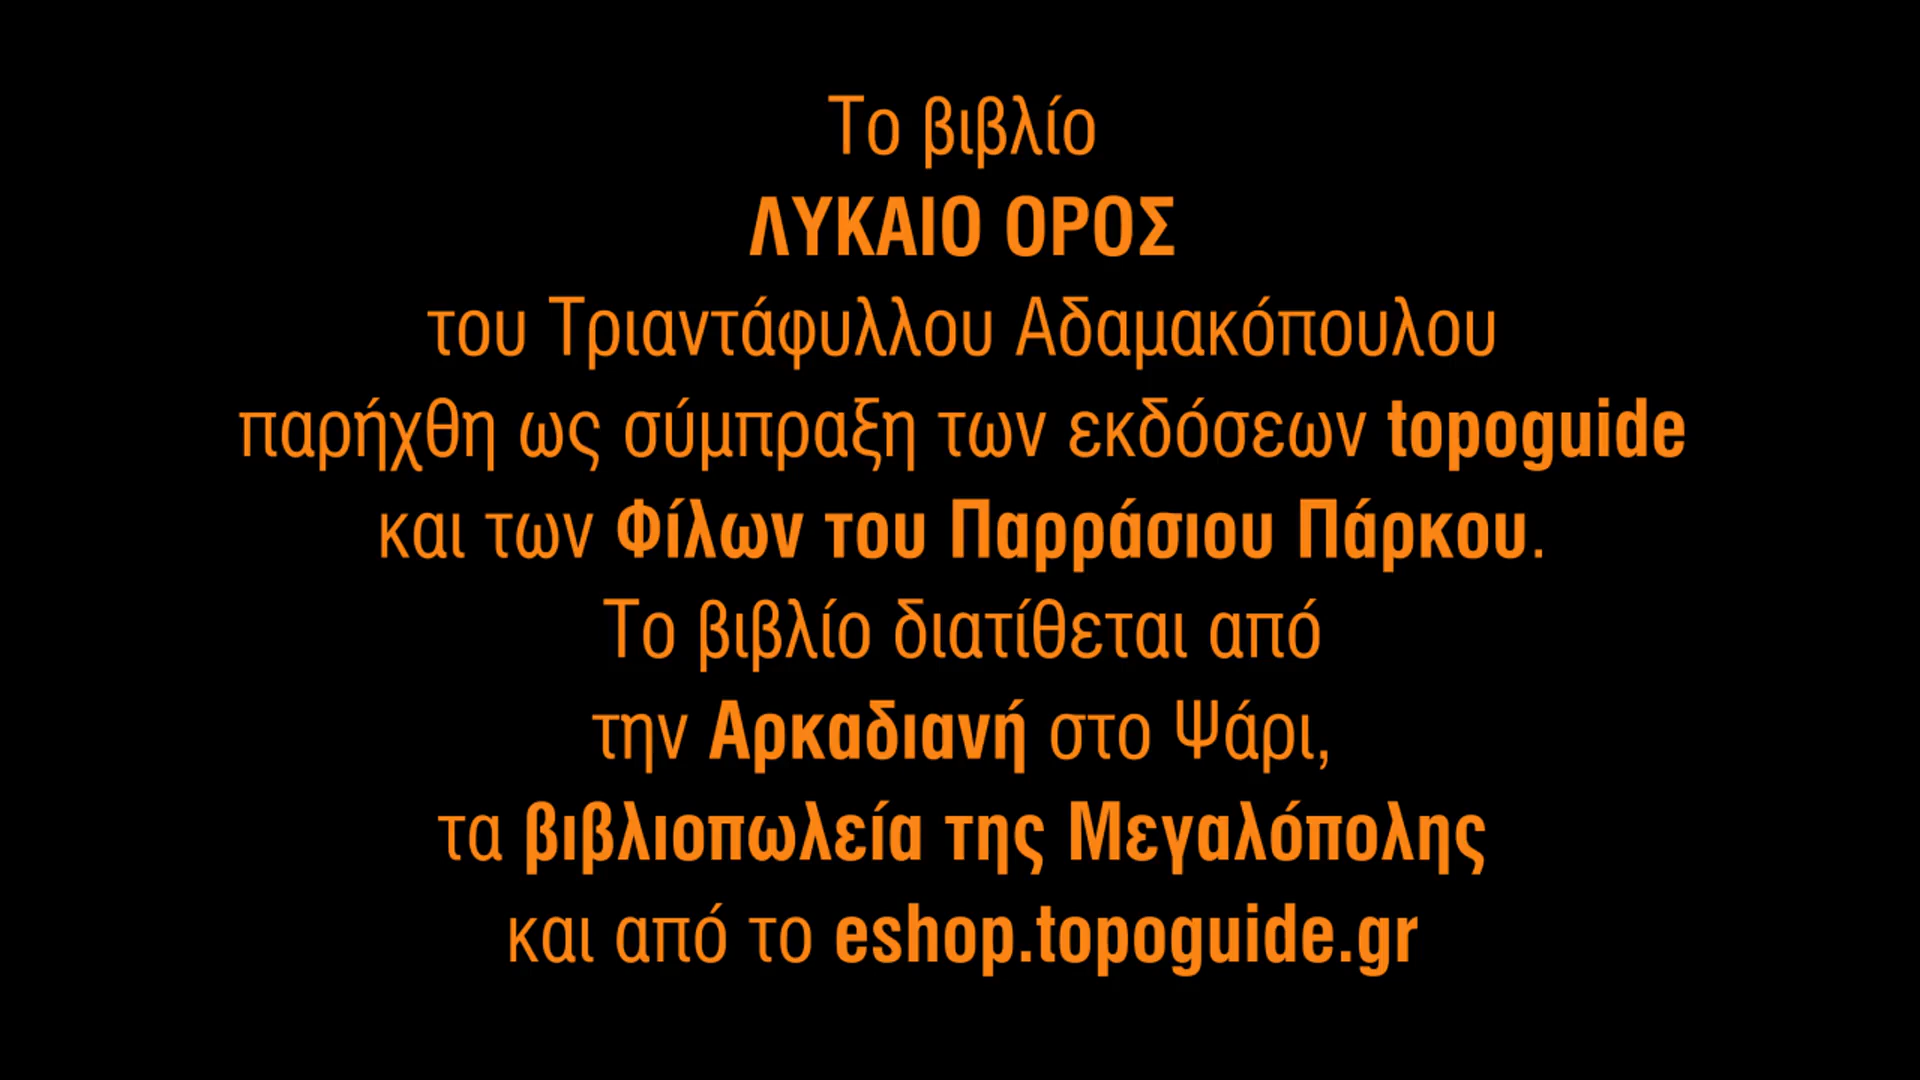 Το βιβλίο
ΛΥΚΑΙΟ ΟΡΟΣ
του Τριαντάφυλλου Αδαμακόπουλου
παρήχθη ως σύμπραξη των εκδόσεων topoguide
και των Φίλων του Παρράσιου Πάρκου.
Το βιβλίο διατίθεται από
την Αρκαδιανή στο Ψάρι,
τα βιβλιοπωλεία της Μεγαλόπολης
και από το eshop.topoguide.gr